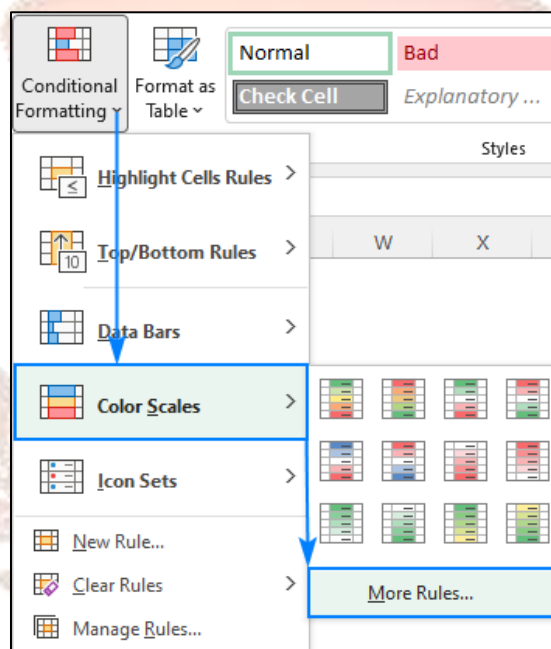 Conditional
Formatting
Format as
Table
Normal
Bad
Check Cell
Explanatory ...
Styles
≤
Highlight Cells Rules
10
Top/Bottom Rules
W
X
Data Bars
Color Scales
Icon Sets
New Rule...
Clear Rules
More Rules...
Manage Rules...